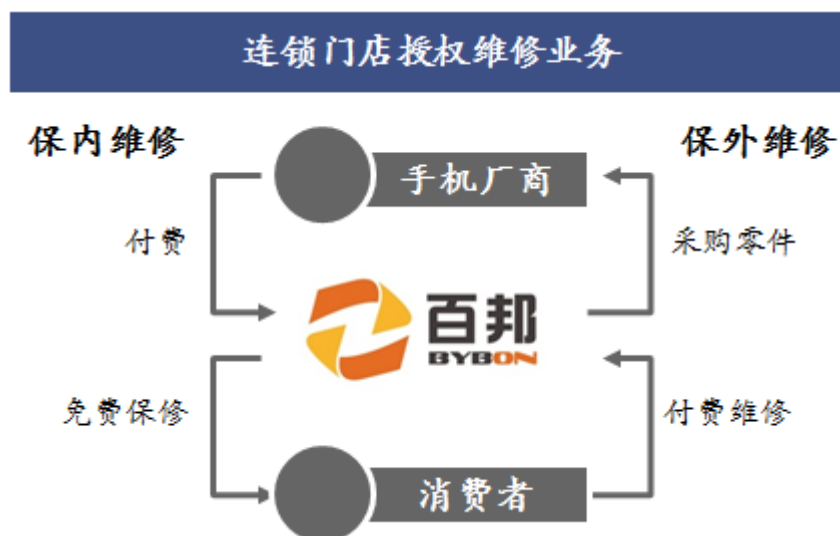 连锁门店授权维修业务
保内维修
保外维修
手机厂商
付费
采购零件
百邦
BYBON
免费保修
付费维修
消费者